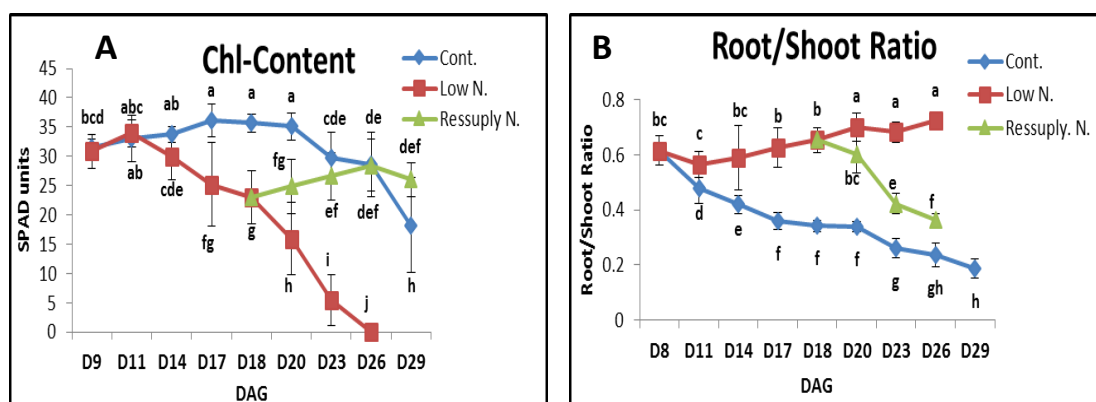 A
Chl-Content
Cont.
Low N.
Ressuply N.
SPAD units
45
40
35
30
25
20
15
10
5
0
bcd
abc
ab
a
a
a
cde
de
def
ab
cde
fg
g
fg
h
ef
i
def
j
h
D9 D11 D14 D17 D18 D20 D23 D26 D29
DAG
B
Root/Shoot Ratio
Cont.
Low N.
Ressuply. N.
Root/Shoot Ratio
0.8
0.6
0.4
0.2
0
bc
c
bc
b
b
a
a
a
d
e
f
f
bc
f
e
g
f
gh
h
D8 D11 D14 D17 D18 D20 D23 D26 D29
DAG